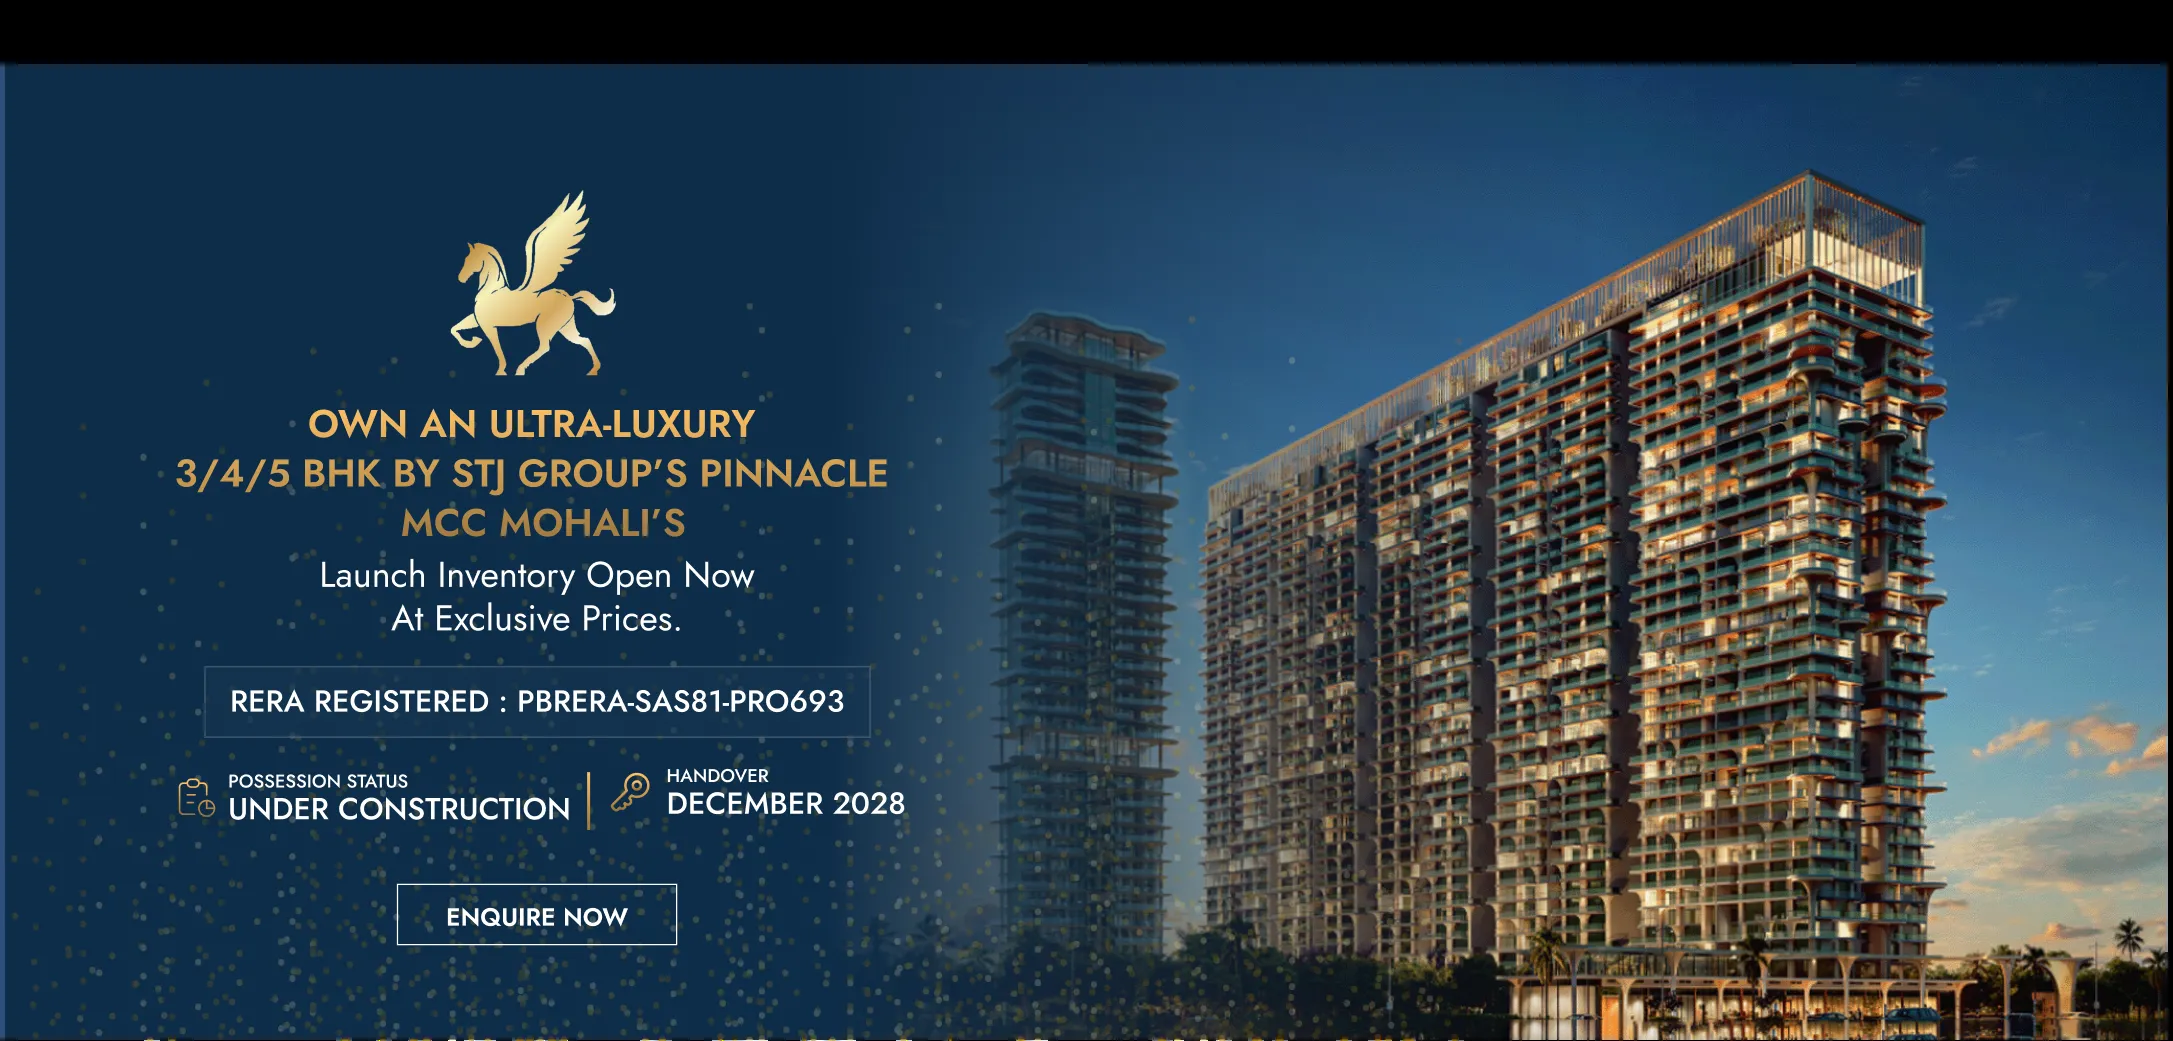 OWN AN ULTRA-LUXURY
3/4/5 BHK BY STJ GROUP'S PINNACLE
MCC MOHALI'S
Launch Inventory Open Now
At Exclusive Prices.
RERA REGISTERED : PBRERA-SAS81-PRO693
POSSESSION STATUS
UNDER CONSTRUCTION
HANDOVER
DECEMBER 2028
ENQUIRE NOW